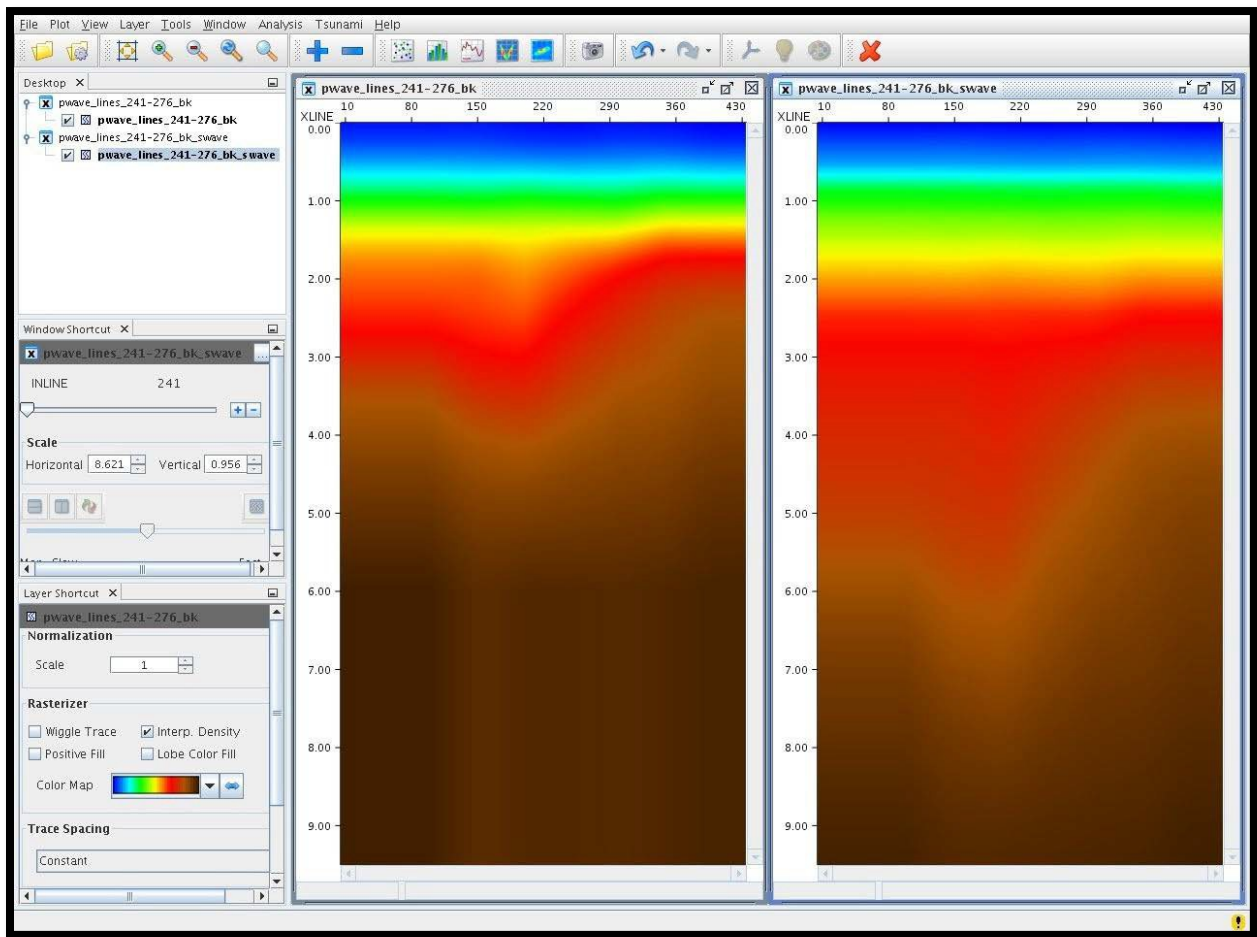 File Plot View Layer Tools Window Analysis Tsunami Help
Desktop X
pwave_lines_241-276_bk
pwave_lines_241-276_bk
pwave_lines_241-276_bk_swave
pwave_lines_241-276_bk_swave
Window Shortcut X
pwave_lines_241-276_bk_swave ...
INLINE 241
Scale
Horizontal 8.621 Vertical 0.956
Layer Shortcut X
pwave_lines_241-276_bk
Normalization
Scale 1
Rasterizer
Wiggle Trace Interp. Density
Positive Fill Lobe Color Fill
Color Map
Trace Spacing
Constant
pwave_lines_241-276_bk
XLINE 10 80 150 220 290 360 430
0.00
1.00
2.00
3.00
4.00
5.00
6.00
7.00
8.00
9.00
pwave_lines_241-276_bk_swave
XLINE 10 80 150 220 290 360 430
0.00
1.00
2.00
3.00
4.00
5.00
6.00
7.00
8.00
9.00